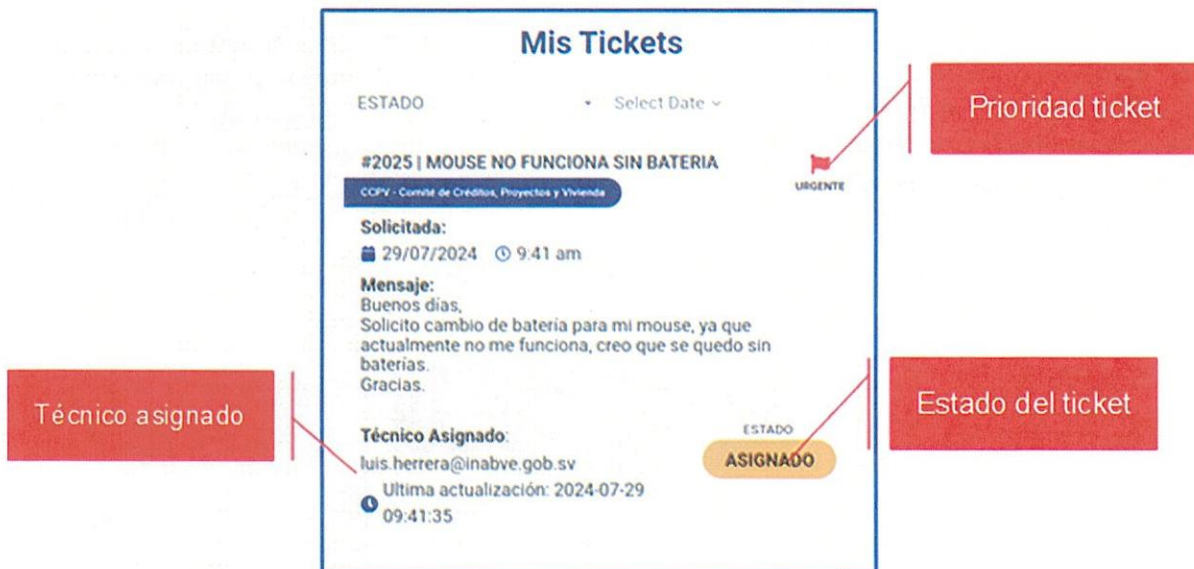 Mis Tickets
Prioridad ticket
ESTADO
Select Date
#2025 | MOUSE NO FUNCIONA SIN BATERIA
URGENTE
CCPV - Comité de Créditos, Proyectos y Vivienda
Solicitada:
29/07/2024 9:41 am
Mensaje:
Buenos días,
Solicito cambio de batería para mi mouse, ya que
actualmente no me funciona, creo que se quedo sin
baterías.
Gracias.
Técnico asignado
Estado del ticket
Técnico Asignado:
ESTADO
luis.herrera@inabve.gob.sv
ASIGNADO
Ultima actualización: 2024-07-29
09:41:35